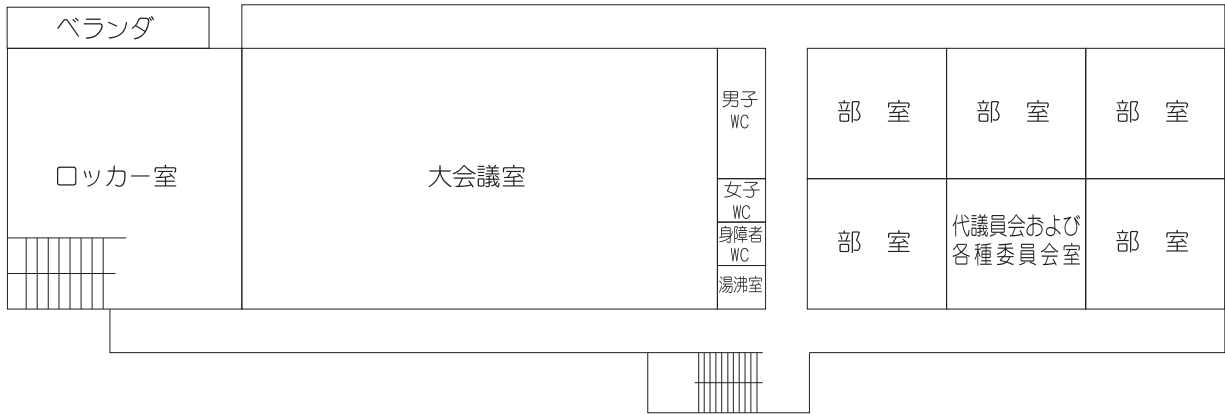 ベランダ
ロッカー室
大会議室
男子
WC
女子
WC
身障者
WC
湯沸室
部 室
部 室
部 室
部 室
代議員会および
各種委員会室
部 室